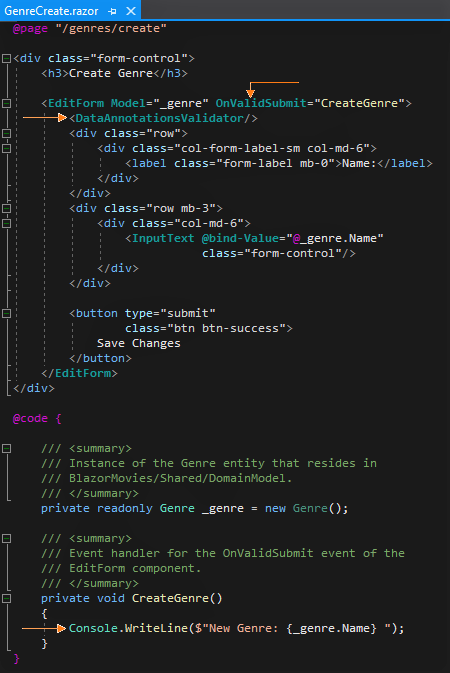 GenreCreate.razor
@page "/genres/create"
<div class="form-control">
<h3>Create Genre</h3>
<EditForm Model="_genre" OnValidSubmit="CreateGenre">
<DataAnnotationsValidator/>
<div class="row">
<div class="col-form-label-sm col-md-6">
<label class="form-label mb-0">Name:</label>
</div>
</div>
<div class="row mb-3">
<div class="col-md-6">
<InputText @bind-Value="@_genre.Name"
class="form-control"/>
</div>
</div>
<button type="submit"
class="btn btn-success">
Save Changes
</button>
</EditForm>
</div>
@code {
/// <summary>
/// Instance of the Genre entity that resides in
/// BlazorMovies/Shared/DomainModel.
/// </summary>
private readonly Genre _genre = new Genre();
/// <summary>
/// Event handler for the OnValidSubmit event of the
/// EditForm component.
/// </summary>
private void CreateGenre()
{
Console.WriteLine($"New Genre: {_genre.Name} ");
}
}